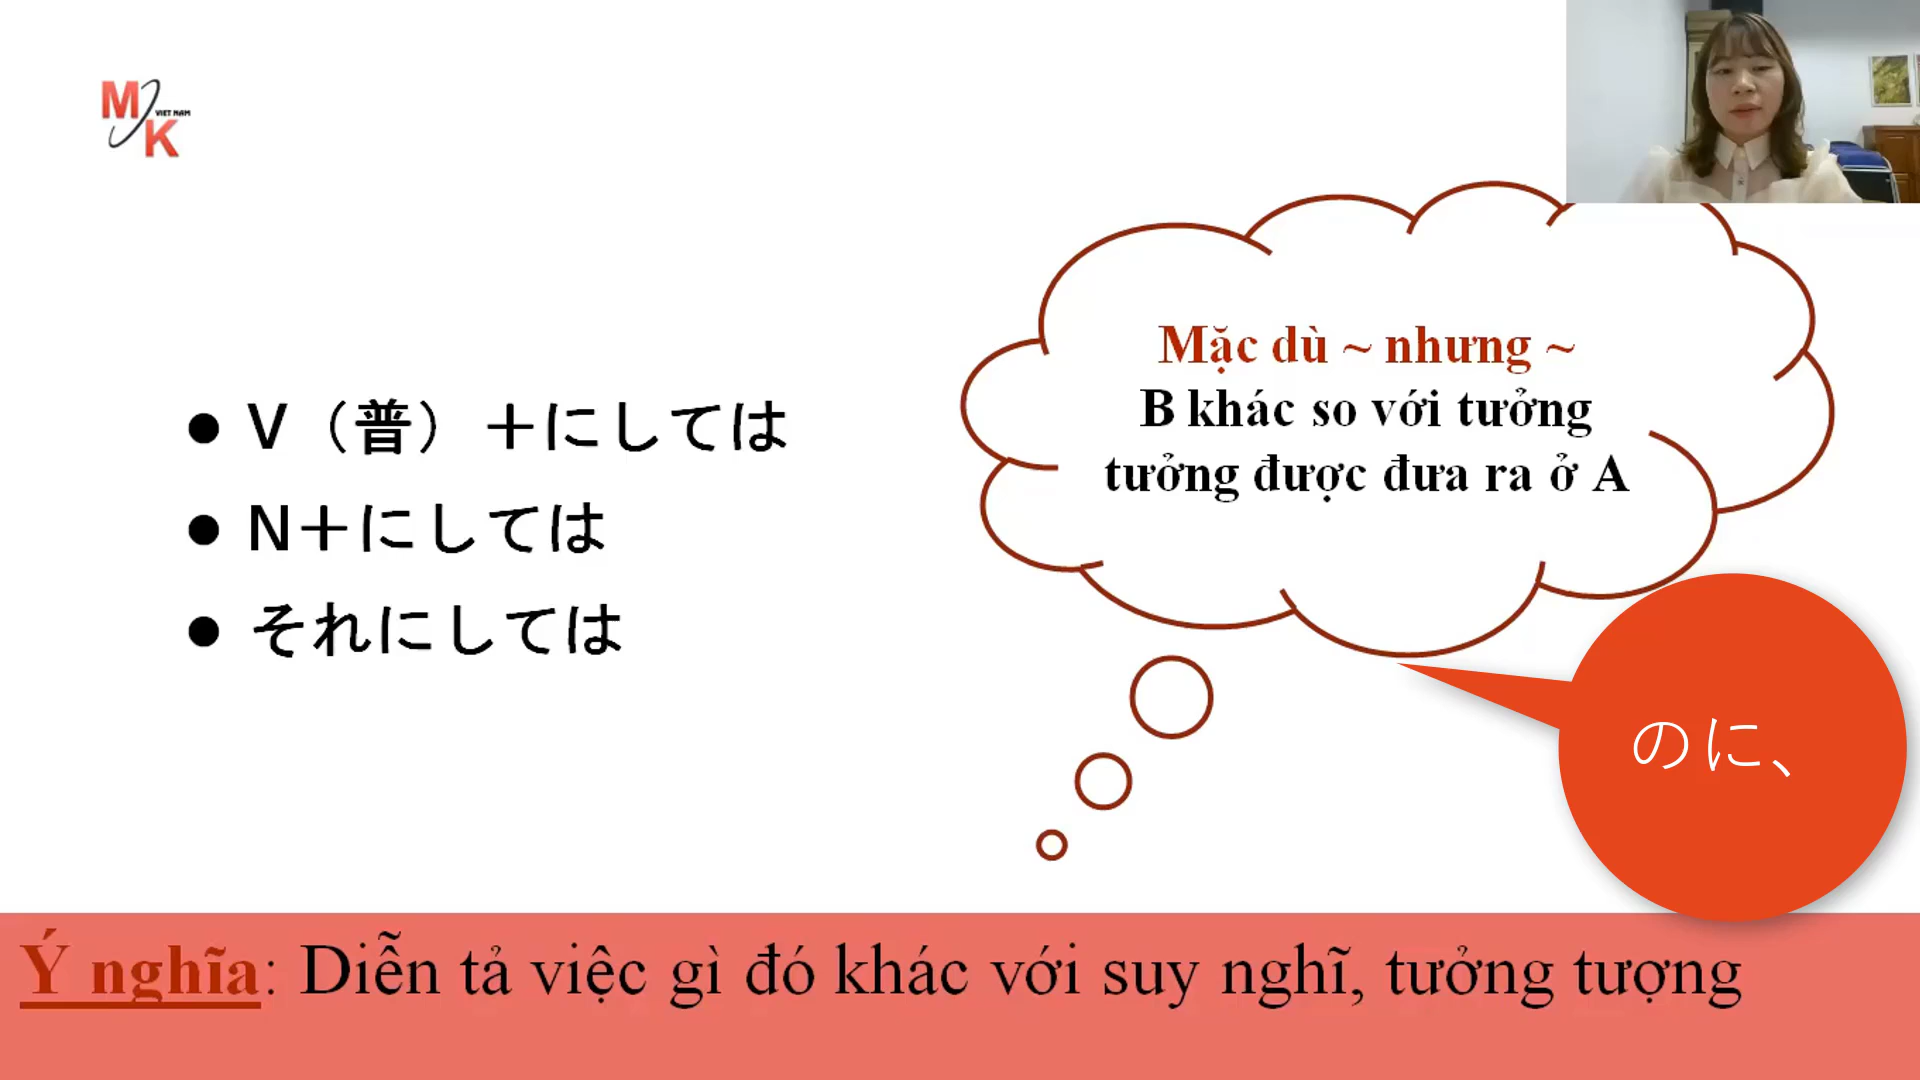 M
VIET NAM
K
● V（普）＋にしては
● N＋にしては
● それにしては
Mặc dù ~ nhưng ~
B khác so với tưởng
tưởng được đưa ra ở A
のに、
Ý nghĩa: Diễn tả việc gì đó khác với suy nghĩ, tưởng tượng